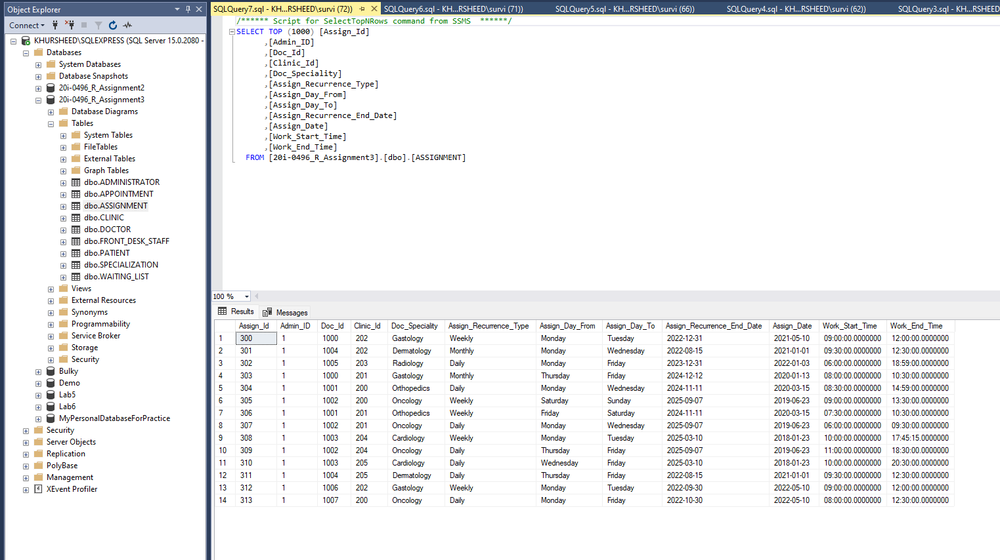 Object Explorer
Connect
KHURSHEED\SQLEXPRESS (SQL Server 15.0.2080 -
Databases
System Databases
Database Snapshots
20i-0496_R_Assignment2
20i-0496_R_Assignment3
Database Diagrams
Tables
System Tables
FileTables
External Tables
Graph Tables
dbo.ADMINISTRATOR
dbo.APPOINTMENT
dbo.ASSIGNMENT
dbo.CLINIC
dbo.DOCTOR
dbo.FRONT_DESK_STAFF
dbo.PATIENT
dbo.SPECIALIZATION
dbo.WAITING_LIST
Views
External Resources
Synonyms
Programmability
Service Broker
Storage
Security
Bulky
Demo
Lab5
Lab6
MyPersonalDatabaseForPractice
Security
Server Objects
Replication
PolyBase
Management
XEvent Profiler
SQLQuery7.sql - KH...RSHEED\survi (72)) SQLQuery6.sql - KH...RSHEED\survi (71)) SQLQuery5.sql - KH...RSHEED\survi (66)) SQLQuery4.sql - KH...RSHEED\survi (62)) SQLQuery3.sql - KH...RSHEED
/****** Script for SelectTopNRows command from SSMS ******/
SELECT TOP (1000) [Assign_Id]
,[Admin_ID]
,[Doc_Id]
,[Clinic_Id]
,[Doc_Speciality]
,[Assign_Recurrence_Type]
,[Assign_Day_From]
,[Assign_Day_To]
,[Assign_Recurrence_End_Date]
,[Assign_Date]
,[Work_Start_Time]
,[Work_End_Time]
FROM [20i-0496_R_Assignment3].[dbo].[ASSIGNMENT]
100 %
Results Messages
Assign_Id Admin_ID Doc_Id Clinic_Id Doc_Speciality Assign_Recurrence_Type Assign_Day_From Assign_Day_To Assign_Recurrence_End_Date Assign_Date Work_Start_Time Work_End_Time
1 300 1 1000 202 Gastology Weekly Monday Tuesday 2022-12-31 2021-05-10 09:00:00.0000000 12:00:00.0000000
2 301 1 1004 202 Dermatology Monthly Monday Wednesday 2022-08-15 2021-01-01 09:30:00.0000000 12:30:00.0000000
3 302 1 1005 203 Radiology Daily Monday Friday 2023-12-31 2022-01-03 06:00:00.0000000 18:59:00.0000000
4 303 1 1000 201 Gastology Monthly Thursday Friday 2024-12-12 2020-01-13 08:00:00.0000000 10:30:00.0000000
5 304 1 1001 200 Orthopedics Daily Monday Wednesday 2024-11-11 2020-03-15 08:30:00.0000000 14:59:00.0000000
6 305 1 1002 200 Oncology Weekly Saturday Sunday 2025-09-07 2019-06-23 09:00:00.0000000 13:30:00.0000000
7 306 1 1001 201 Orthopedics Weekly Friday Saturday 2024-11-11 2020-03-15 07:30:00.0000000 10:30:00.0000000
8 307 1 1002 201 Oncology Daily Monday Wednesday 2025-09-07 2019-06-23 06:00:00.0000000 09:30:00.0000000
9 308 1 1003 204 Cardiology Weekly Monday Tuesday 2025-03-10 2018-01-23 10:00:00.0000000 17:45:15.0000000
10 309 1 1002 204 Oncology Daily Thursday Friday 2025-09-07 2019-06-23 11:00:00.0000000 18:30:00.0000000
11 310 1 1003 205 Cardiology Daily Wednesday Friday 2025-03-10 2018-01-23 10:00:00.0000000 20:30:00.0000000
12 311 1 1004 205 Dermatology Daily Thursday Friday 2022-08-15 2021-01-01 09:30:00.0000000 12:30:00.0000000
13 312 1 1006 202 Gastology Weekly Monday Tuesday 2022-09-30 2022-05-10 09:00:00.0000000 12:00:00.0000000
14 313 1 1007 200 Oncology Daily Monday Friday 2022-10-30 2022-05-10 08:00:00.0000000 12:30:00.0000000